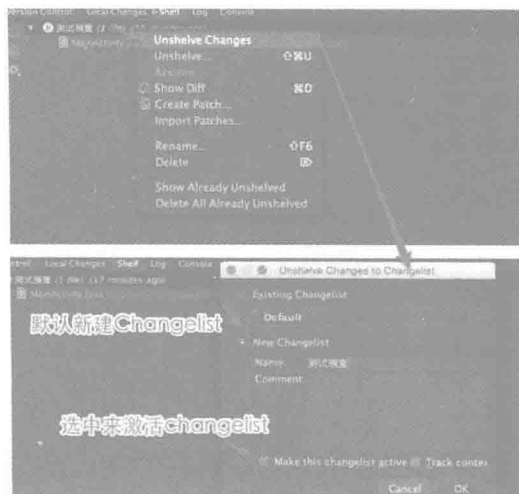 Version Control: Local Changes Shelf Log Console
测试搁置
MainActivity
Unshelve Changes
Unshelve... ⇧⌘U
Restore
Show Diff ⌘D
Create Patch...
Import Patches...
Rename... ⇧F6
Delete ⌦
Show Already Unshelved
Delete All Already Unshelved
Local Changes Shelf Log Console
测试搁置 (1 file) (17 minutes ago)
MainActivity.java
Unshelve Changes to Changelist
Existing Changelist
Default
默认新建Changelist
New Changelist
Name: 测试搁置
Comment:
选中来激活changelist
Make this changelist active Track contex
Cancel OK